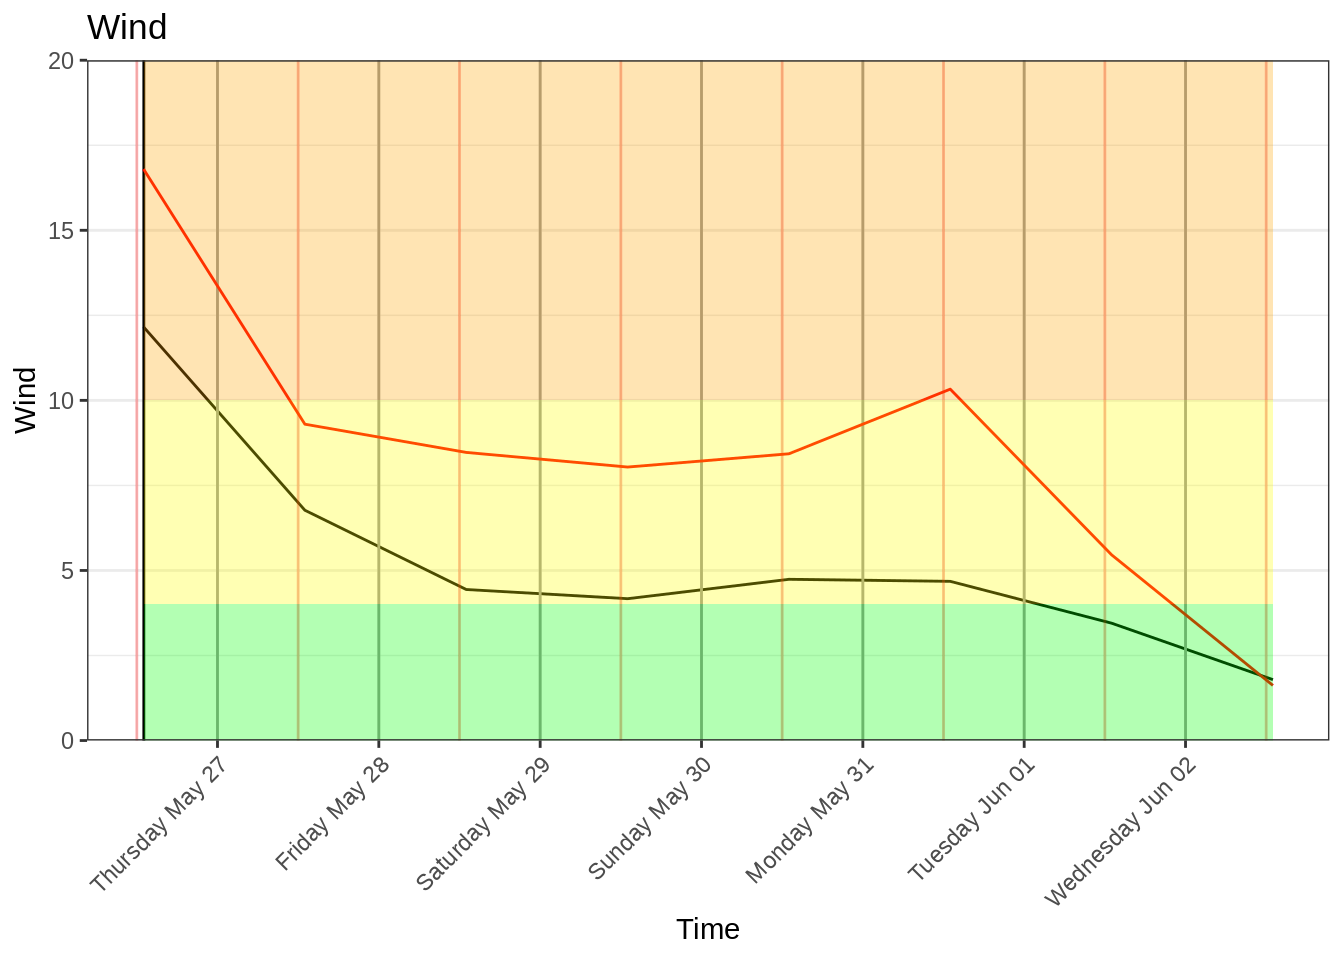 Wind
20
15
10
5
0
Wind
Thursday May 27
Friday May 28
Saturday May 29
Sunday May 30
Monday May 31
Tuesday Jun 01
Wednesday Jun 02
Time